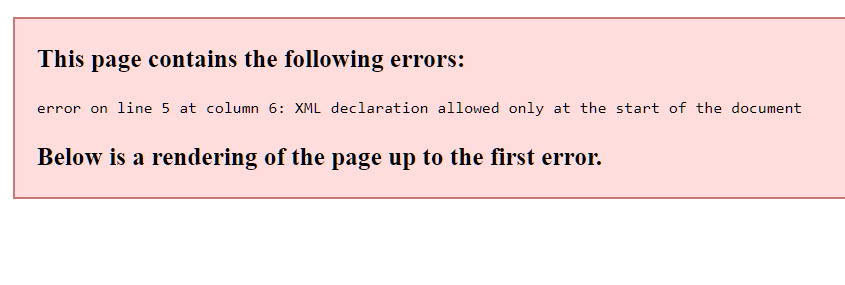 This page contains the following errors:
error on line 5 at column 6: XML declaration allowed only at the start of the document
Below is a rendering of the page up to the first error.